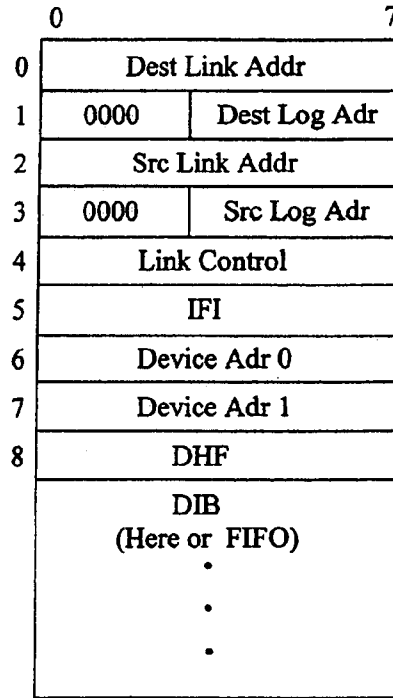 0 7
0 Dest Link Addr
1 0000 Dest Log Adr
2 Src Link Addr
3 0000 Src Log Adr
4 Link Control
5 IFI
6 Device Adr 0
7 Device Adr 1
8 DHF
DIB
(Here or FIFO)